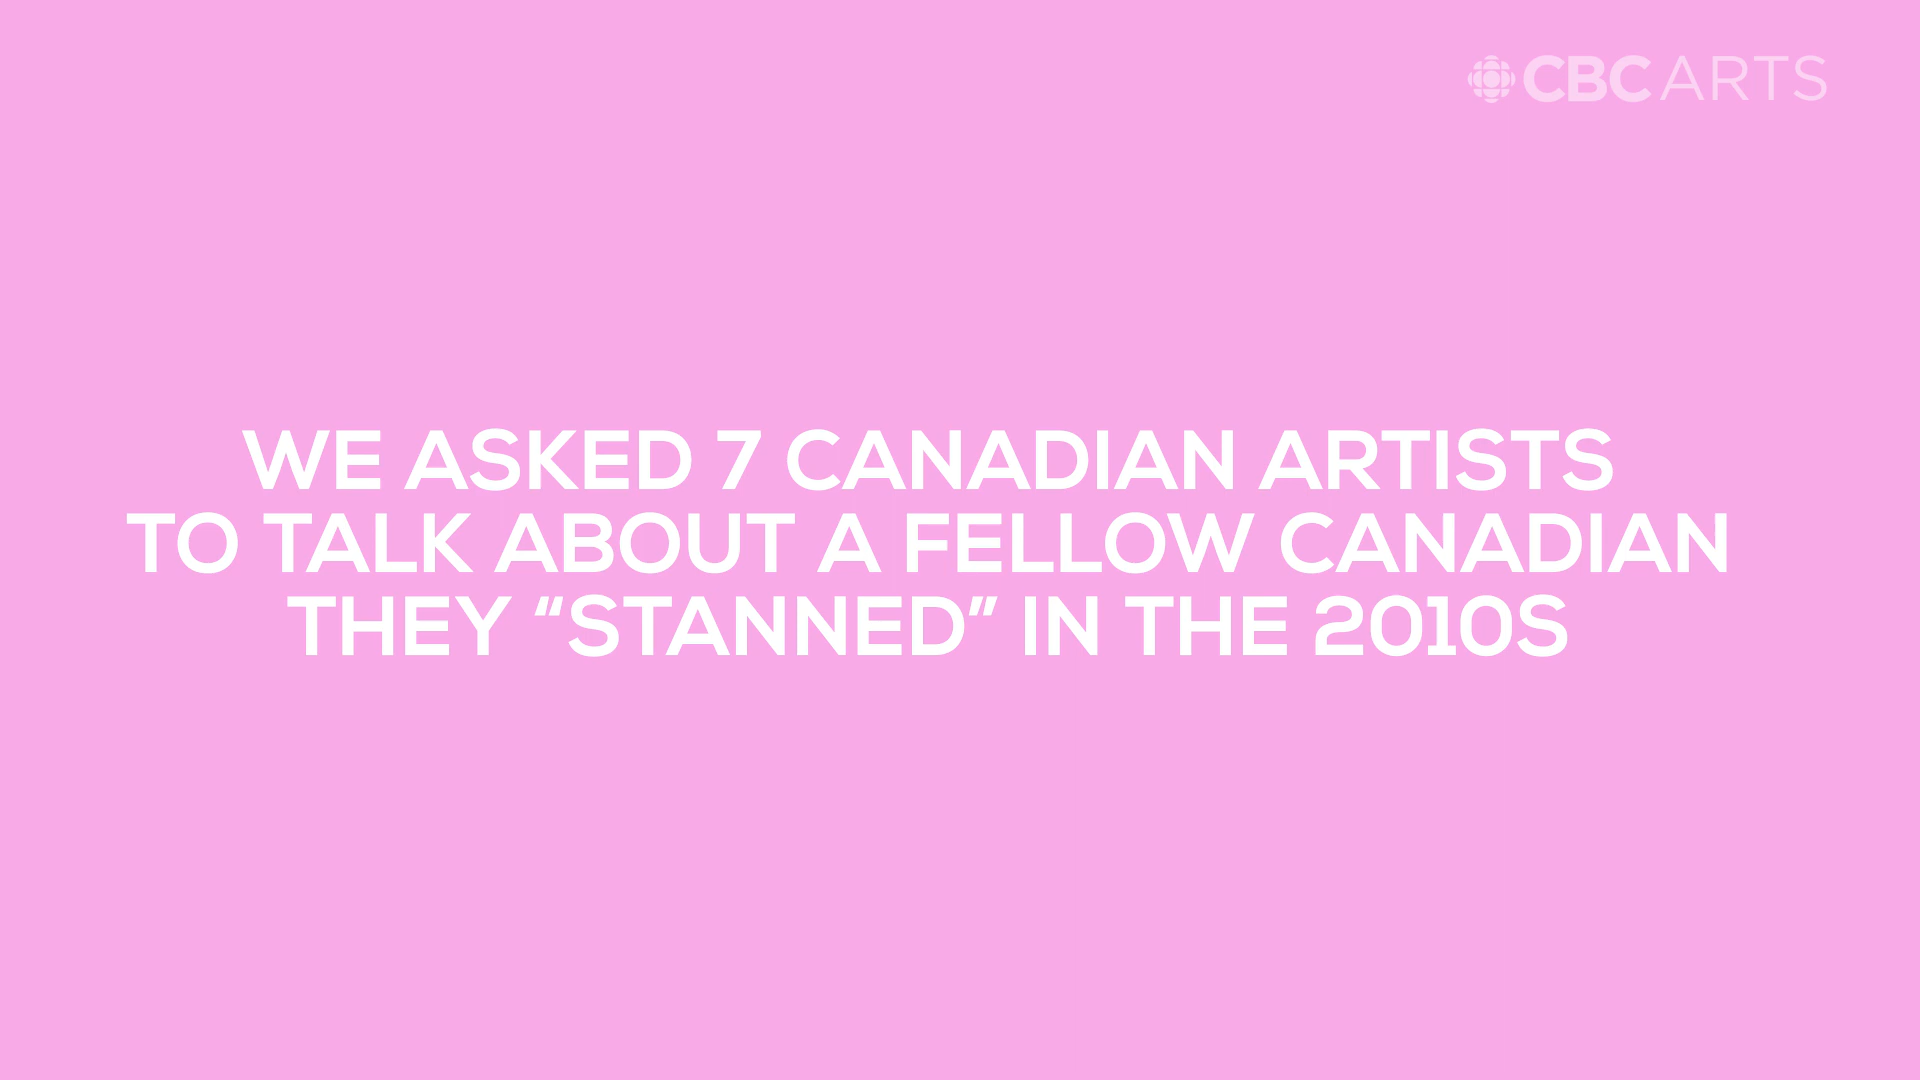 CBC ARTS
WE ASKED 7 CANADIAN ARTISTS
TO TALK ABOUT A FELLOW CANADIAN
THEY “STANNED” IN THE 2010S